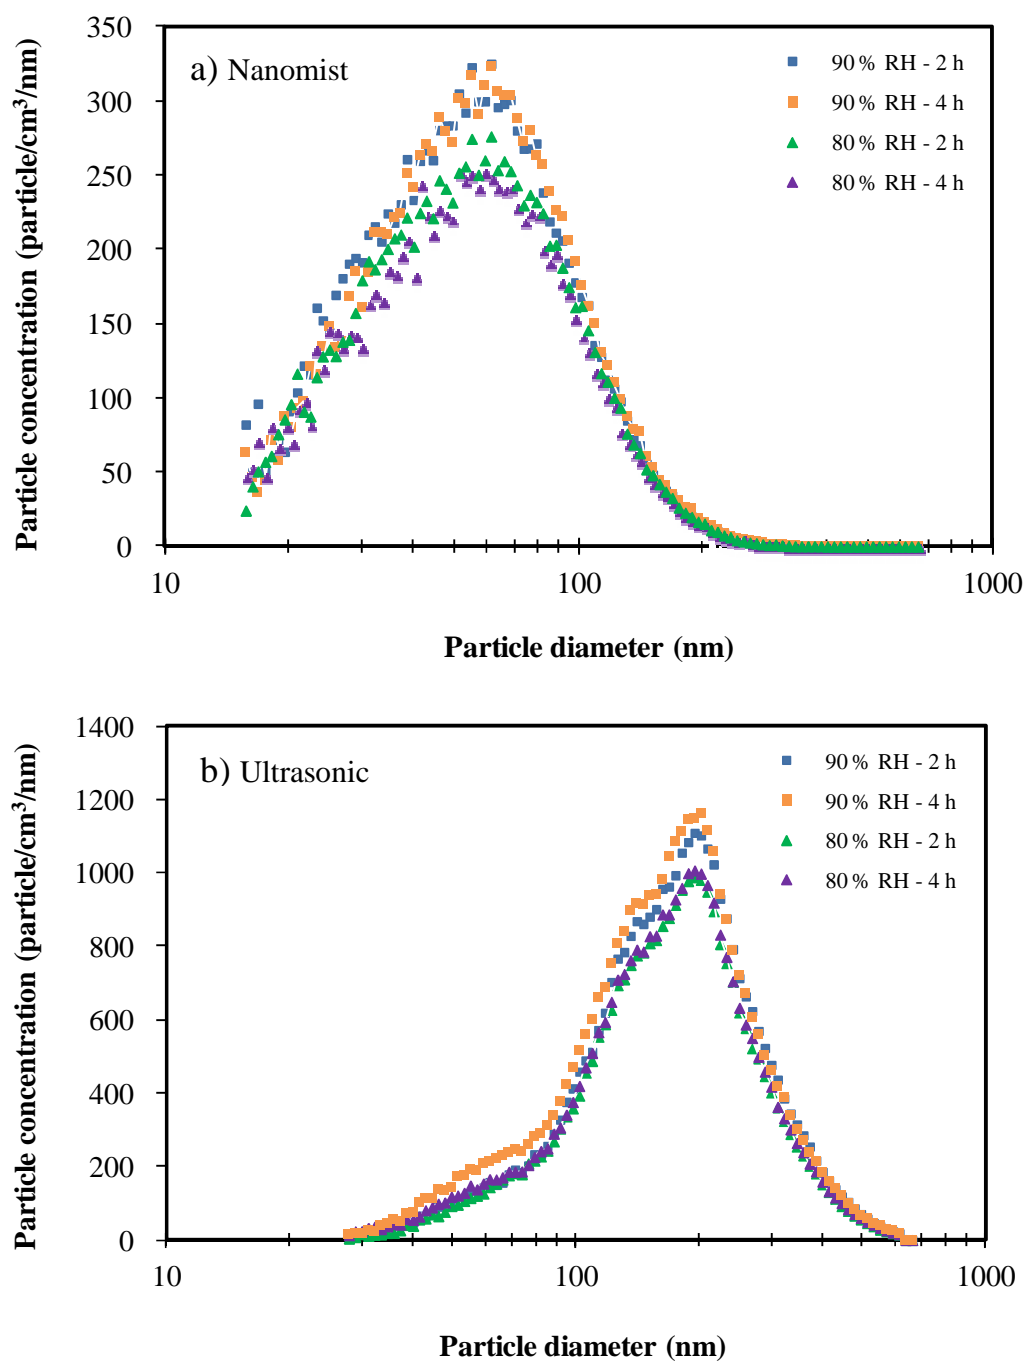 350
300
250
200
150
100
50
0
Particle concentration (particle/cm³/nm)
a) Nanomist
90% RH - 2 h
90% RH - 4 h
80% RH - 2 h
80% RH - 4 h
10
100
1000
Particle diameter (nm)
1400
1200
1000
800
600
400
200
0
Particle concentration (particle/cm³/nm)
b) Ultrasonic
90% RH - 2 h
90% RH - 4 h
80% RH - 2 h
80% RH - 4 h
10
100
1000
Particle diameter (nm)